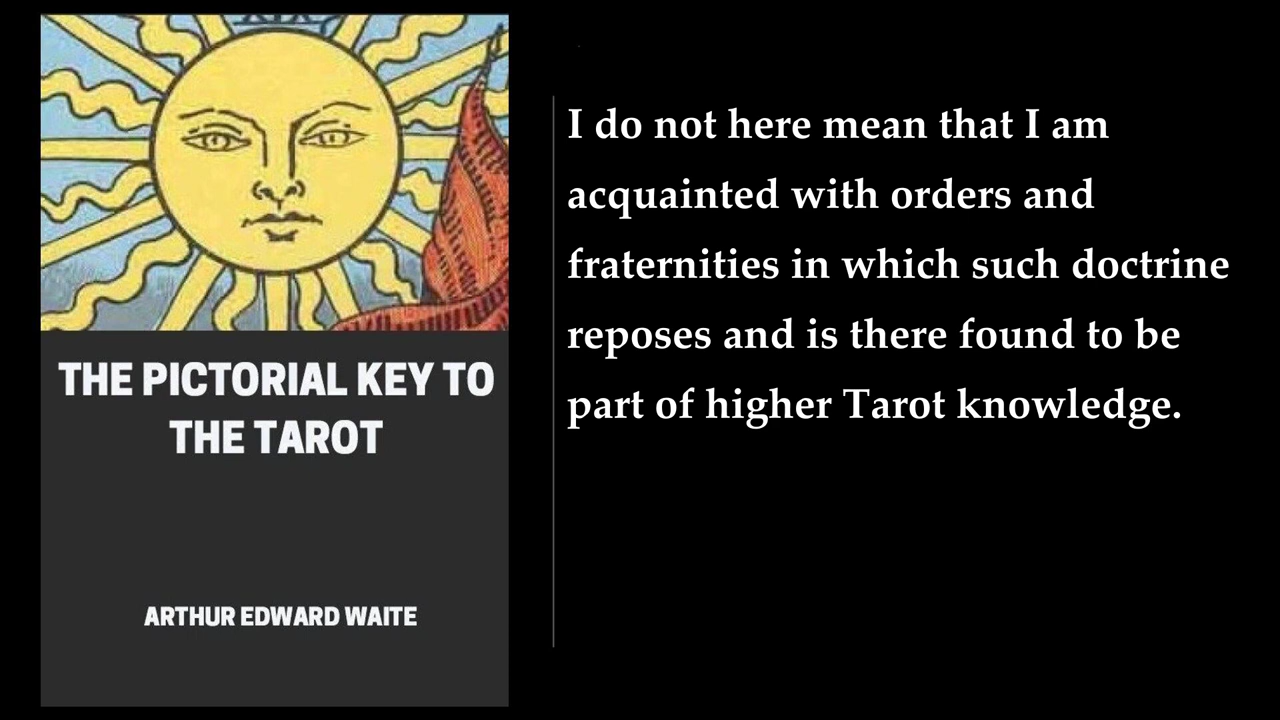 XIX
THE PICTORIAL KEY TO
THE TAROT
ARTHUR EDWARD WAITE
I do not here mean that I am
acquainted with orders and
fraternities in which such doctrine
reposes and is there found to be
part of higher Tarot knowledge.